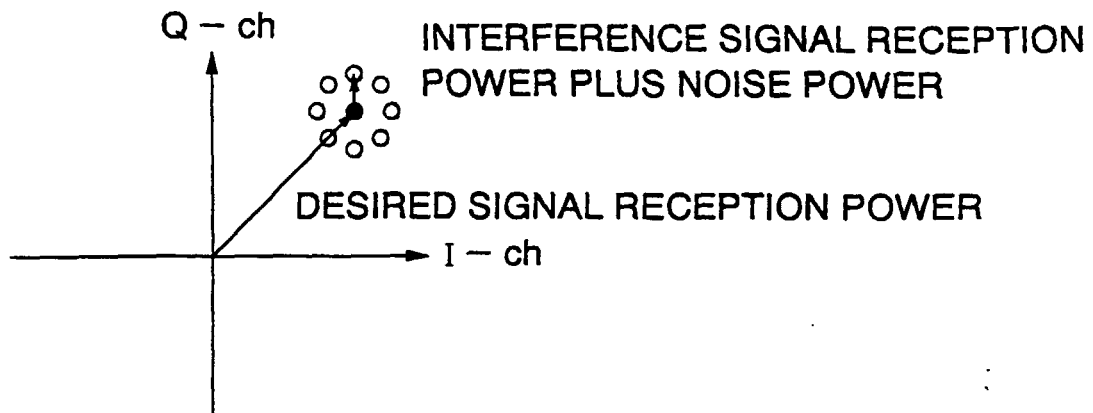 Q – ch
INTERFERENCE SIGNAL RECEPTION
POWER PLUS NOISE POWER
DESIRED SIGNAL RECEPTION POWER
I – ch